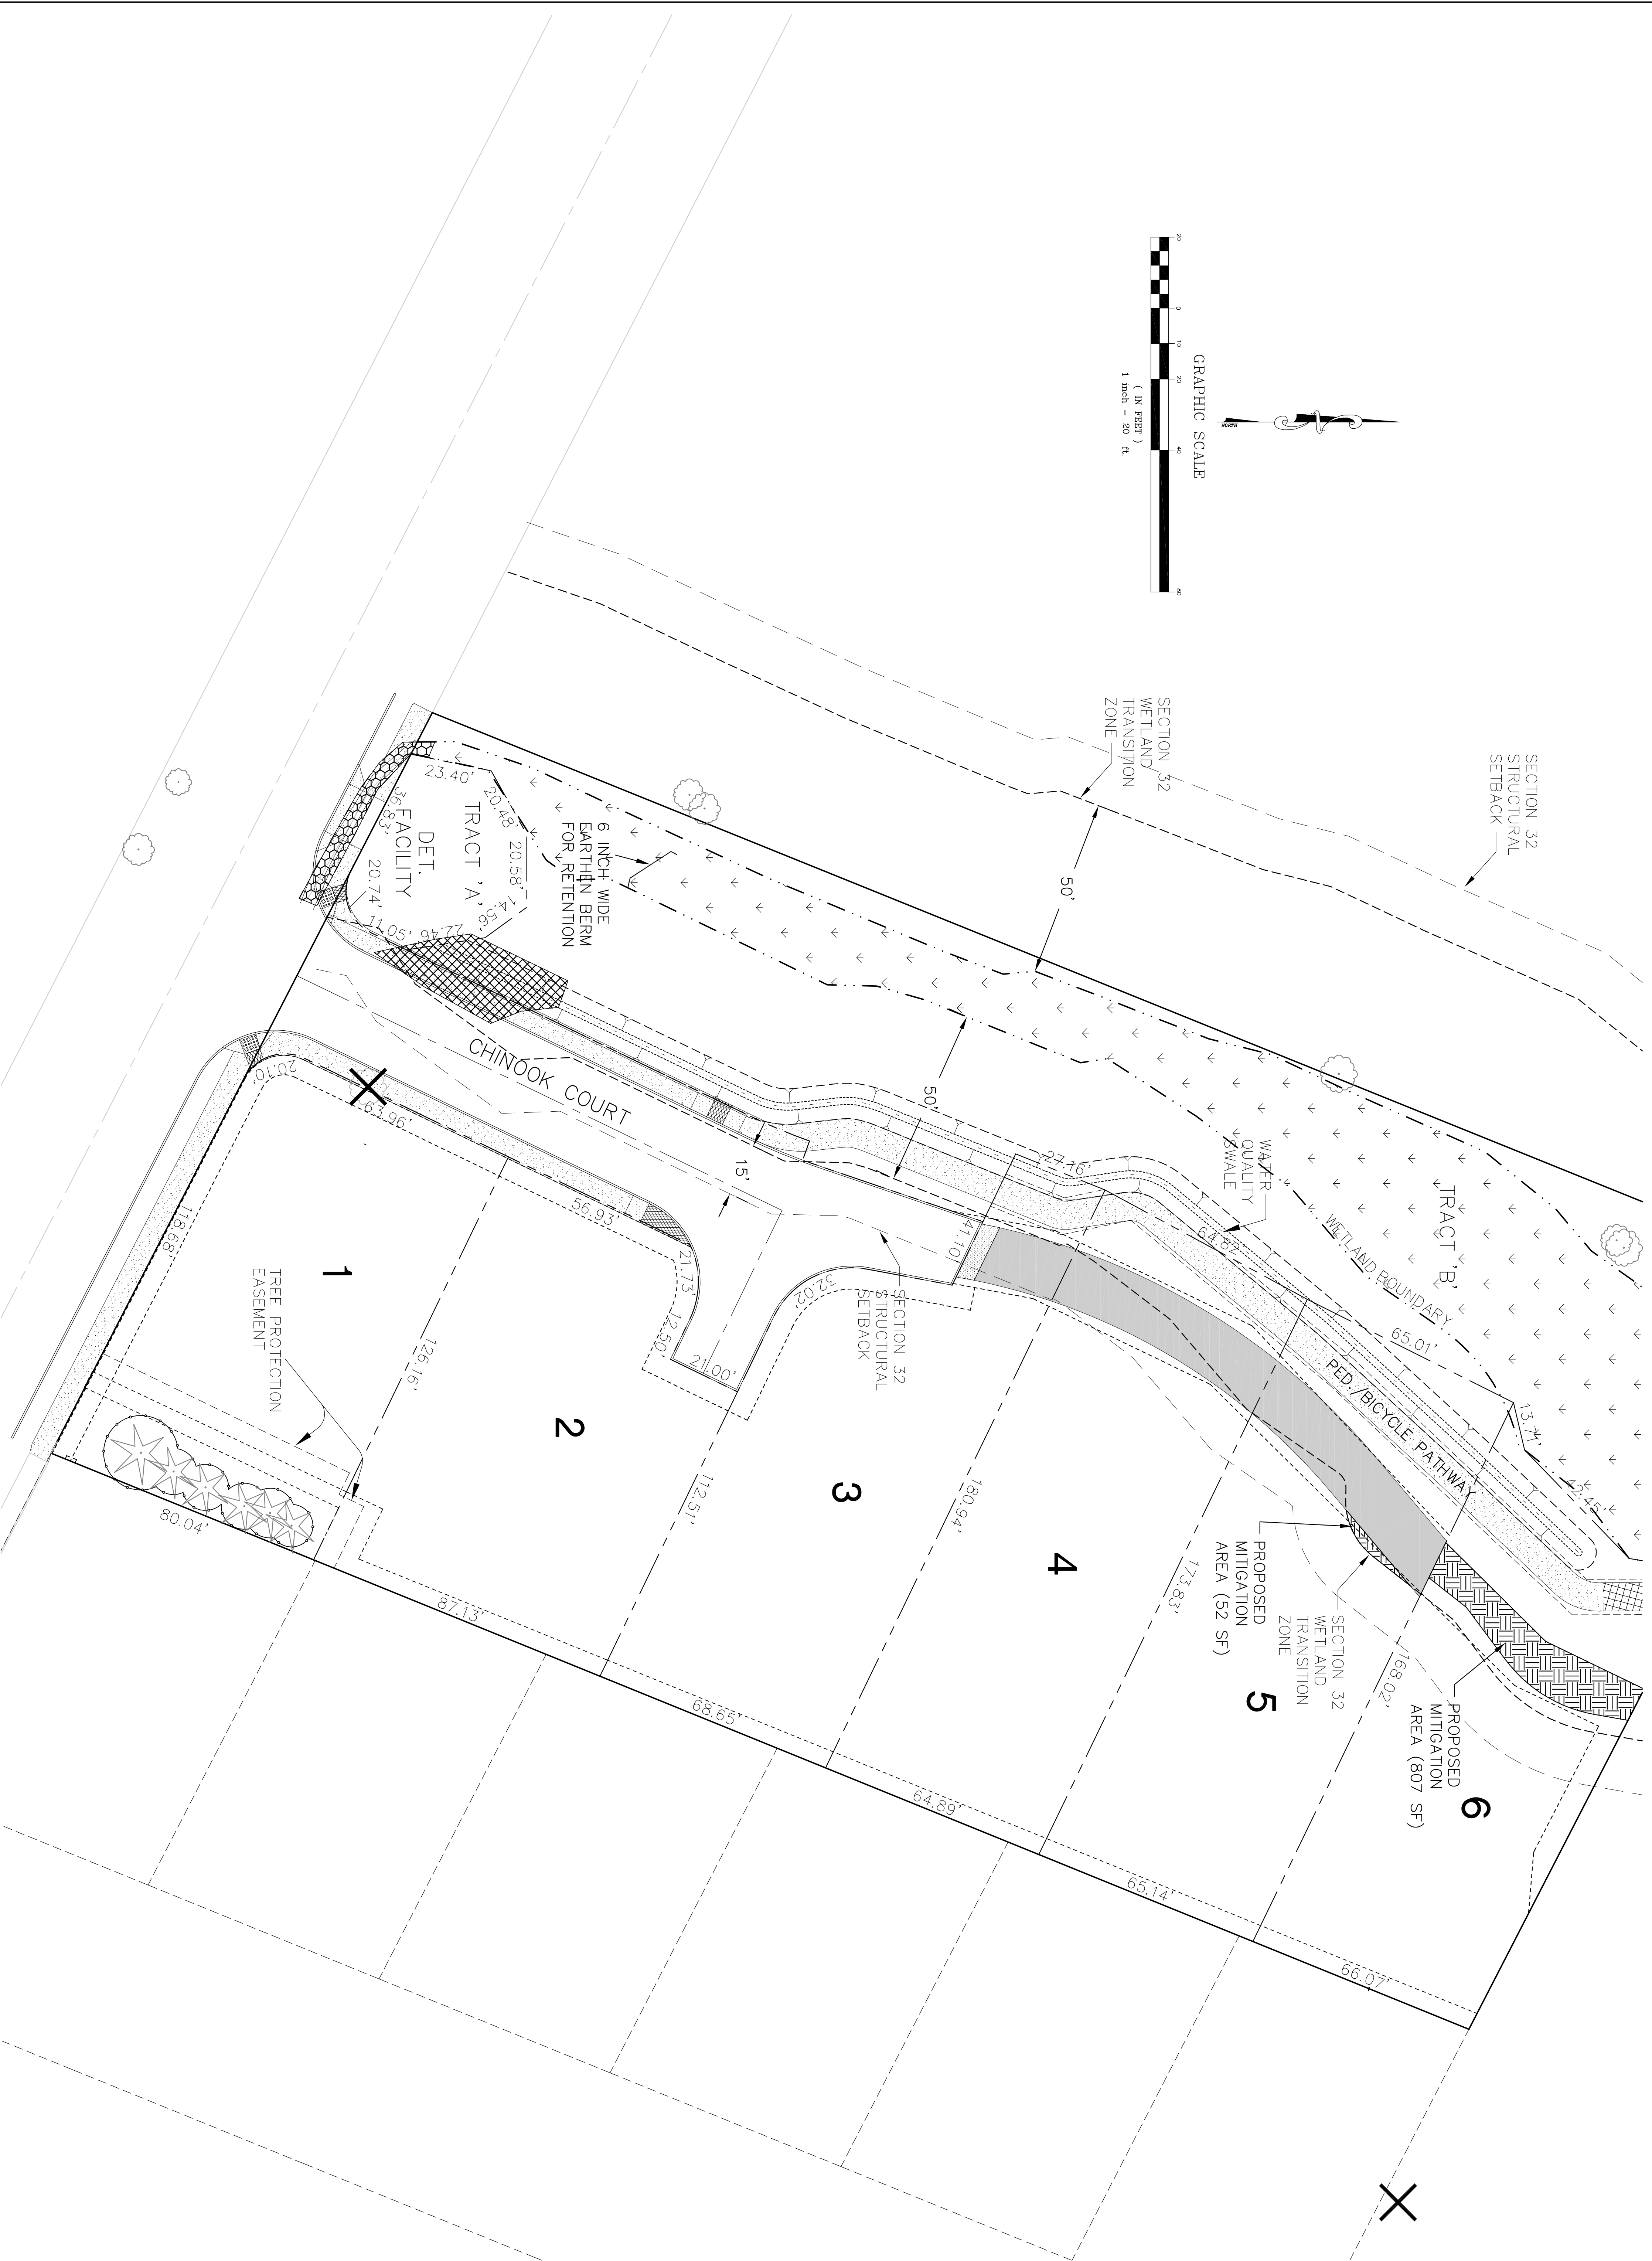 SECTION 32
STRUCTURAL
SETBACK
NORTH
GRAPHIC SCALE
20
0
10
20
40
80
( IN FEET )
1 inch = 20 ft.
SECTION 32
WETLAND
TRANSITION
ZONE
50'
50'
15'
TRACT 'B'
WETLAND BOUNDARY
WATER
QUALITY
SWALE
PED./BICYCLE PATHWAY
27.16'
64.82'
65.01'
13.71'
42.45'
41.10'
6 INCH WIDE
EARTHEN BERM
FOR RETENTION
TRACT 'A'
DET.
FACILITY
23.40'
20.48'
20.58'
14.56'
22.46'
11.05'
20.74'
36.83'
CHINOOK COURT
20.10'
63.96'
56.93'
21.73'
12.50'
21.00'
32.02'
SECTION 32
STRUCTURAL
SETBACK
6
PROPOSED
MITIGATION
AREA (807 SF)
168.02'
66.07'
5
SECTION 32
WETLAND
TRANSITION
ZONE
PROPOSED
MITIGATION
AREA (52 SF)
173.83'
65.14'
4
180.94'
64.89'
3
112.51'
68.65'
2
126.16'
87.13'
1
118.68'
80.04'
TREE PROTECTION
EASEMENT